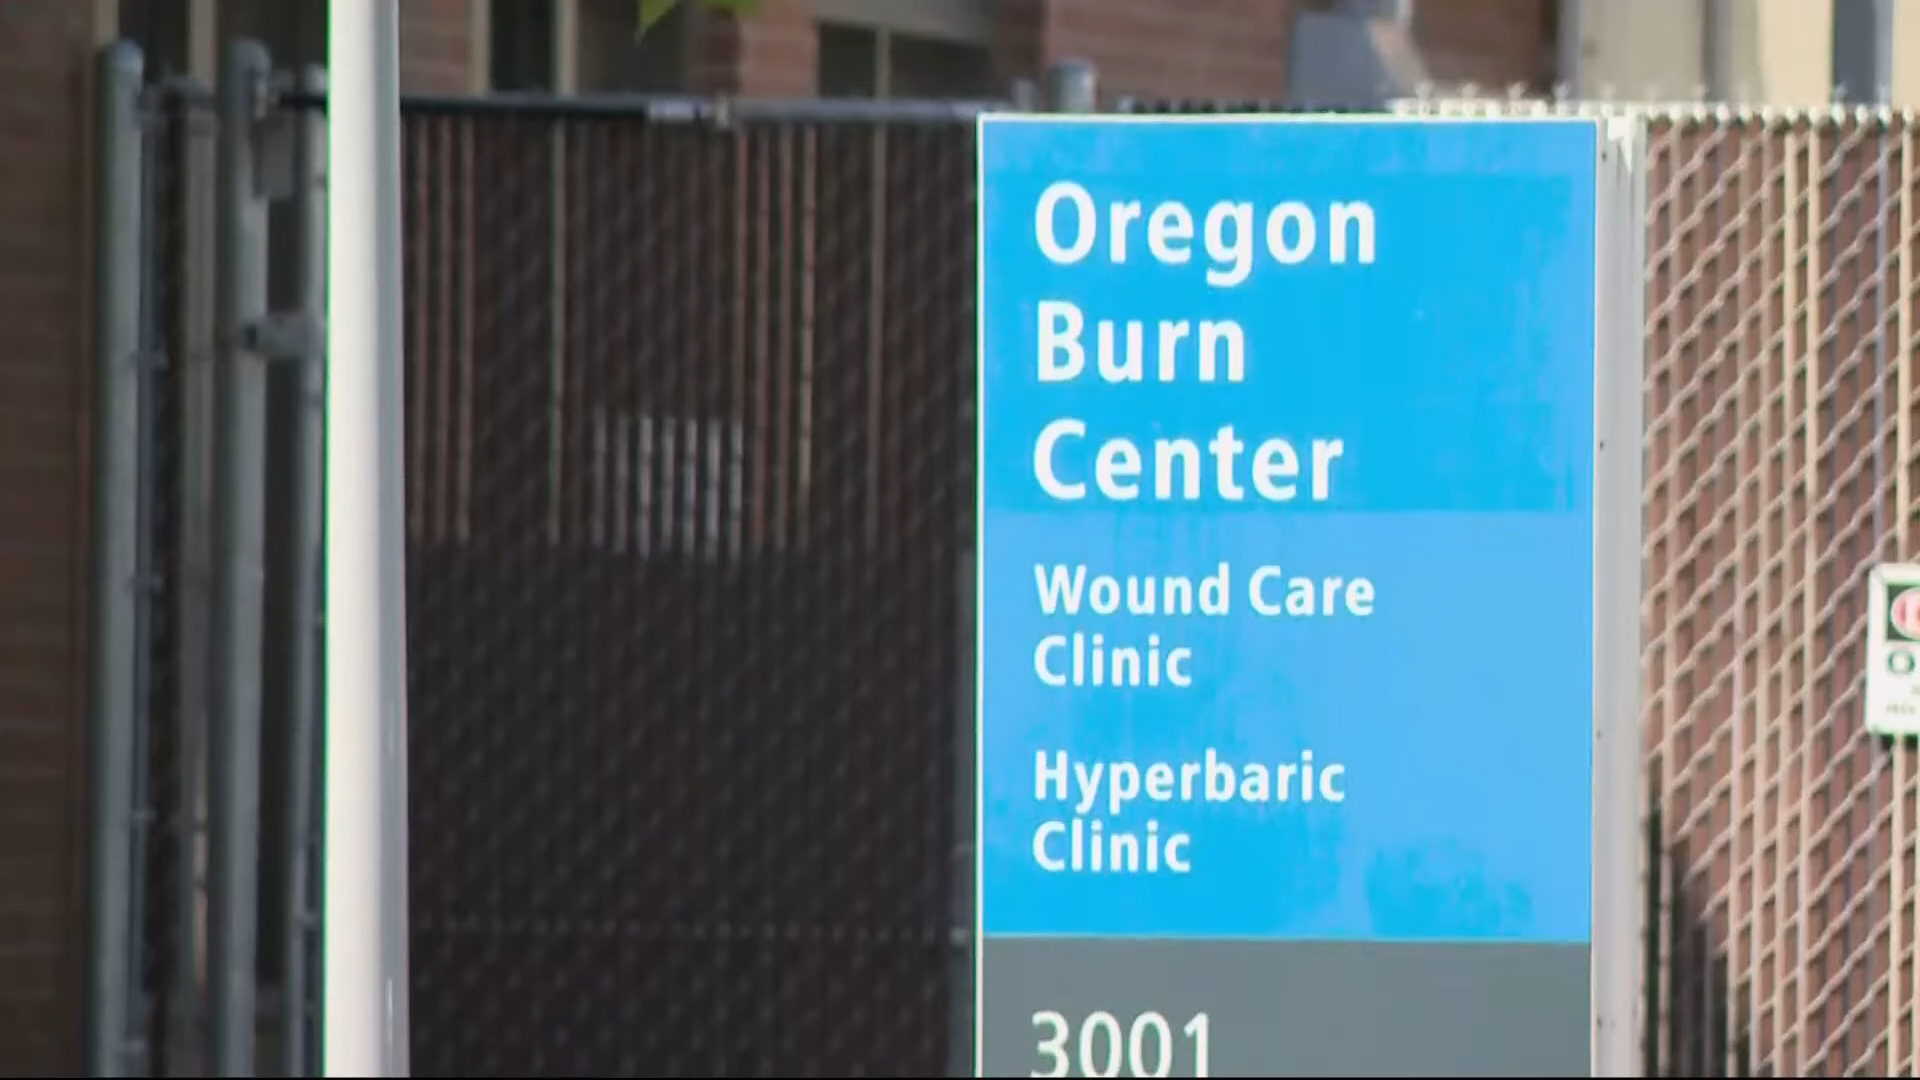 Oregon
Burn
Center
Wound Care
Clinic
Hyperbaric
Clinic
3001